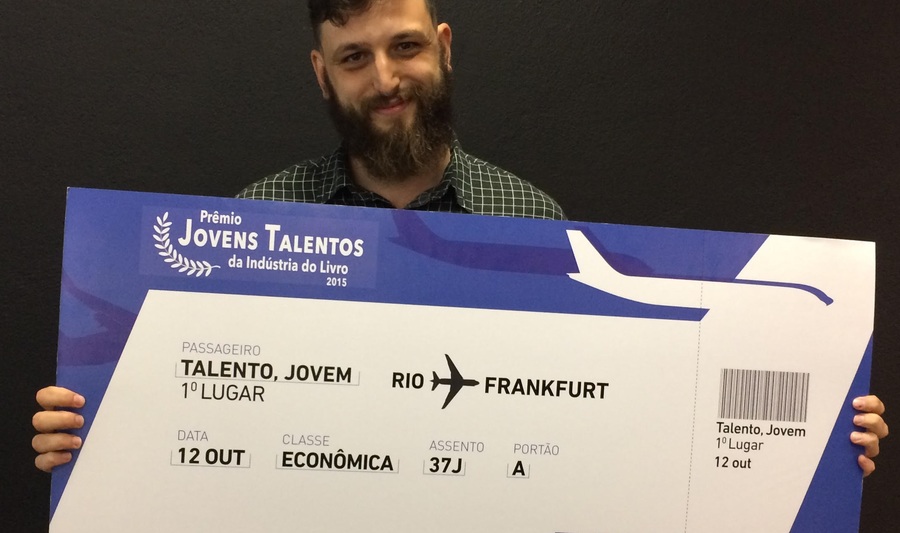 Prêmio
JOVENS TALENTOS
da Indústria do Livro
2015
PASSAGEIRO
TALENTO, JOVEM
1º LUGAR
RIO FRANKFURT
DATA
12 OUT
CLASSE
ECONÔMICA
ASSENTO
37J
PORTÃO
A
Talento, Jovem
1º Lugar
12 out